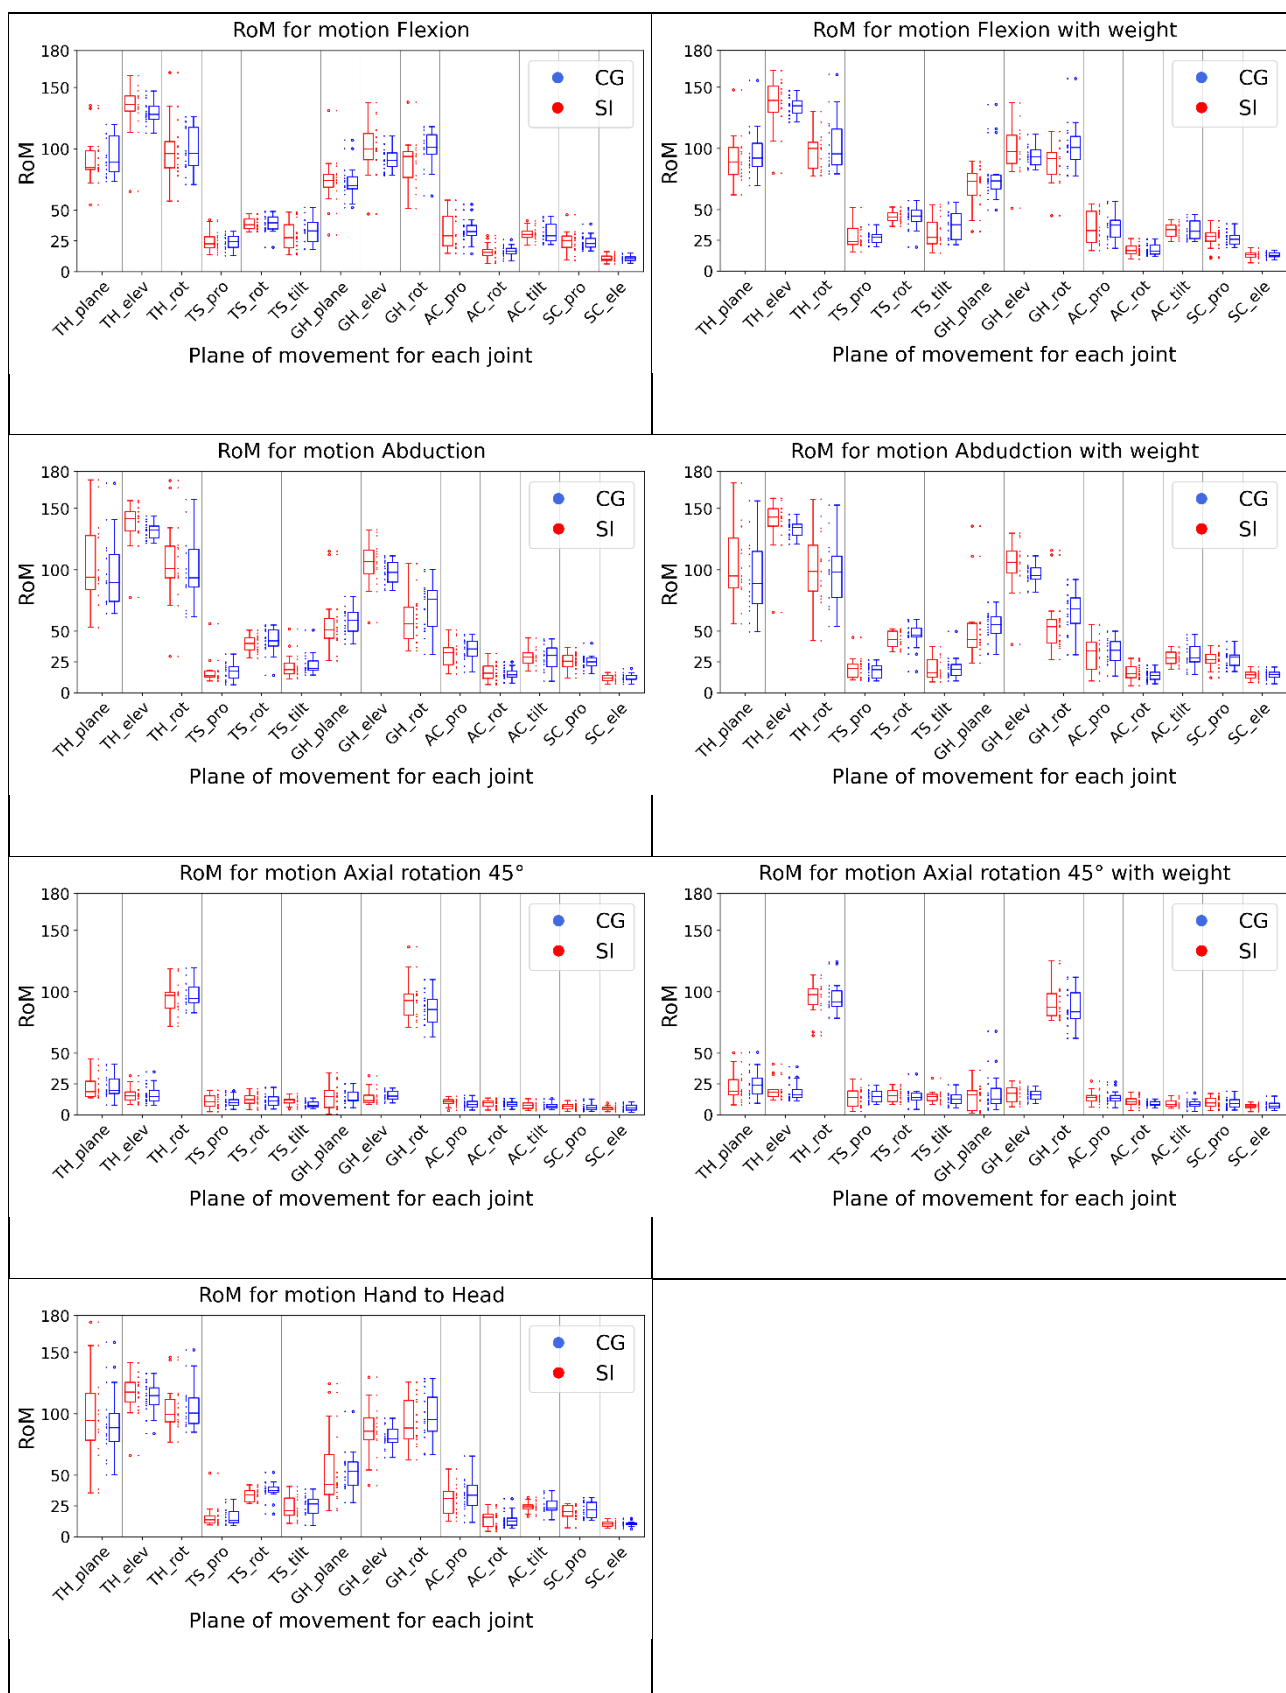 RoM for motion Flexion
180
150
100
50
25
0
RoM
CG
SI
TH_plane
TH_elev
TH_rot
TS_pro
TS_rot
TS_tilt
GH_plane
GH_elev
GH_rot
AC_pro
AC_rot
AC_tilt
SC_pro
SC_ele
Plane of movement for each joint
RoM for motion Flexion with weight
180
150
100
50
25
0
RoM
CG
SI
TH_plane
TH_elev
TH_rot
TS_pro
TS_rot
TS_tilt
GH_plane
GH_elev
GH_rot
AC_pro
AC_rot
AC_tilt
SC_pro
SC_ele
Plane of movement for each joint
RoM for motion Abduction
180
150
100
50
25
0
RoM
CG
SI
TH_plane
TH_elev
TH_rot
TS_pro
TS_rot
TS_tilt
GH_plane
GH_elev
GH_rot
AC_pro
AC_rot
AC_tilt
SC_pro
SC_ele
Plane of movement for each joint
RoM for motion Abdudction with weight
180
150
100
50
25
0
RoM
CG
SI
TH_plane
TH_elev
TH_rot
TS_pro
TS_rot
TS_tilt
GH_plane
GH_elev
GH_rot
AC_pro
AC_rot
AC_tilt
SC_pro
SC_ele
Plane of movement for each joint
RoM for motion Axial rotation 45°
180
150
100
50
25
0
RoM
CG
SI
TH_plane
TH_elev
TH_rot
TS_pro
TS_rot
TS_tilt
GH_plane
GH_elev
GH_rot
AC_pro
AC_rot
AC_tilt
SC_pro
SC_ele
Plane of movement for each joint
RoM for motion Axial rotation 45° with weight
180
150
100
50
25
0
RoM
CG
SI
TH_plane
TH_elev
TH_rot
TS_pro
TS_rot
TS_tilt
GH_plane
GH_elev
GH_rot
AC_pro
AC_rot
AC_tilt
SC_pro
SC_ele
Plane of movement for each joint
RoM for motion Hand to Head
180
150
100
50
25
0
RoM
CG
SI
TH_plane
TH_elev
TH_rot
TS_pro
TS_rot
TS_tilt
GH_plane
GH_elev
GH_rot
AC_pro
AC_rot
AC_tilt
SC_pro
SC_ele
Plane of movement for each joint